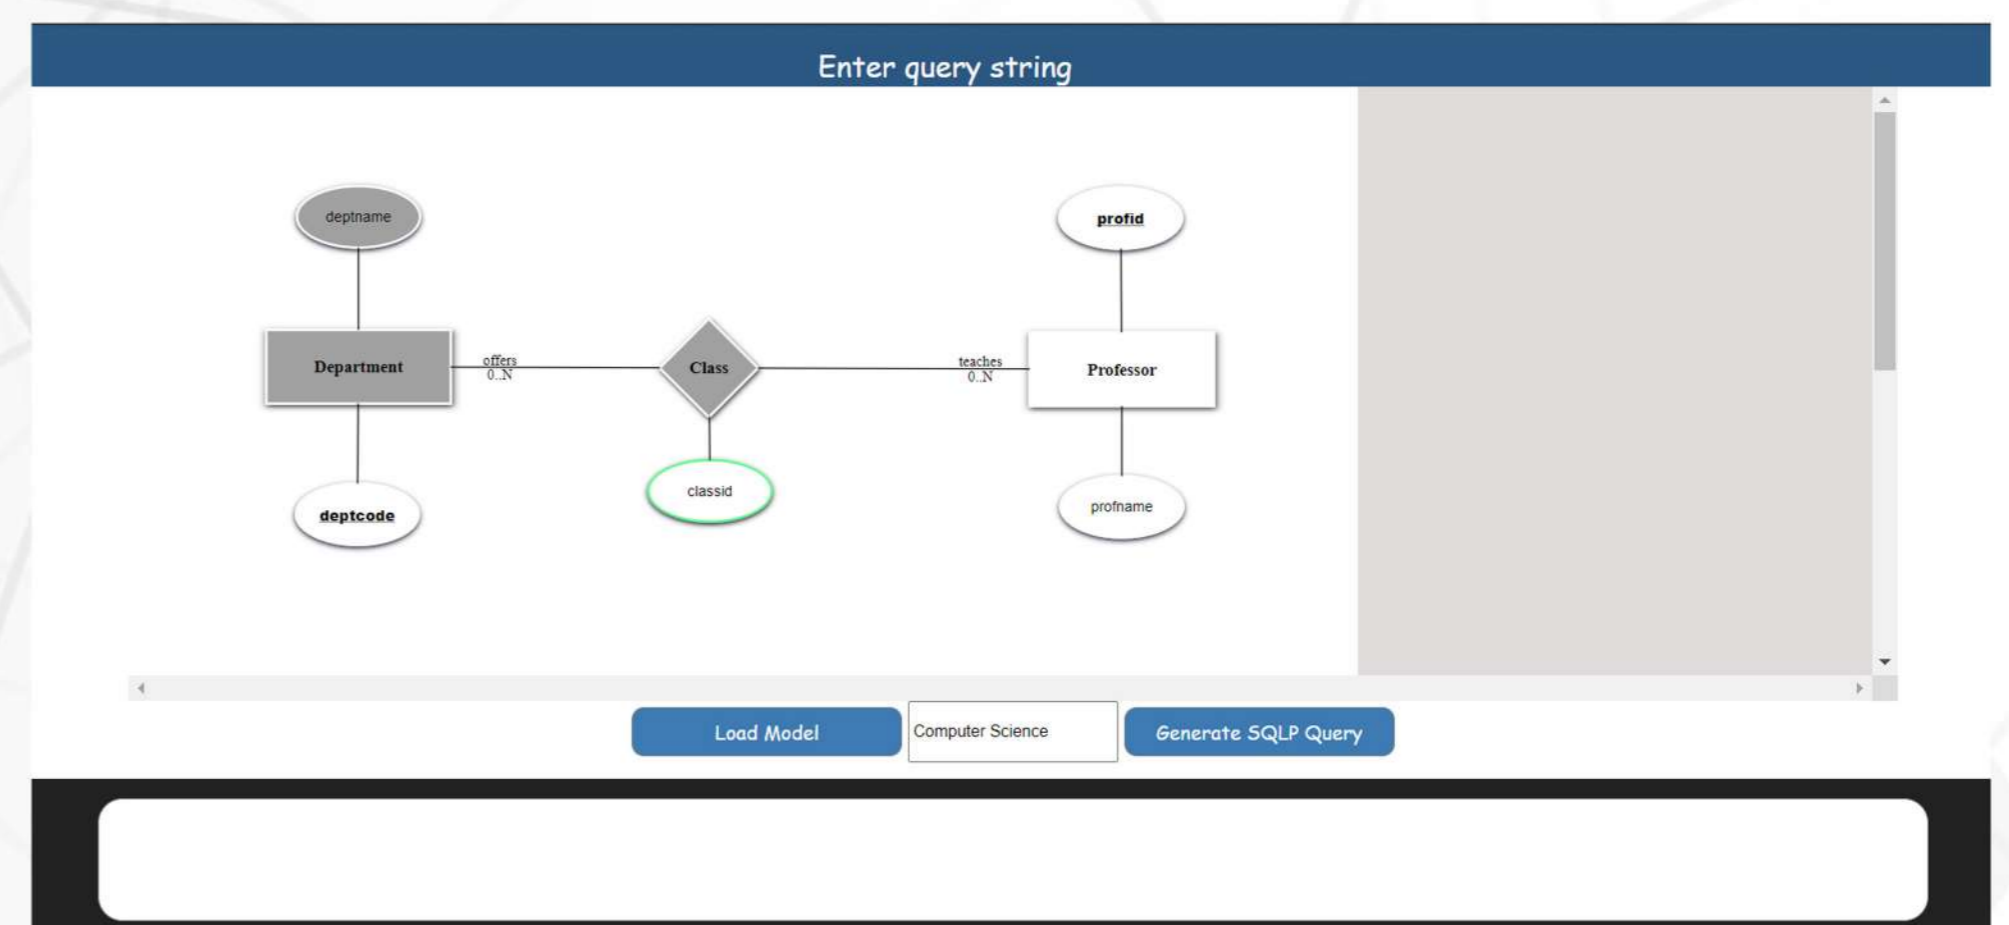 Enter query string
deptname
profid
Department
offers
0..N
Class
teaches
0..N
Professor
classid
deptcode
profname
Load Model
Computer Science
Generate SQLP Query